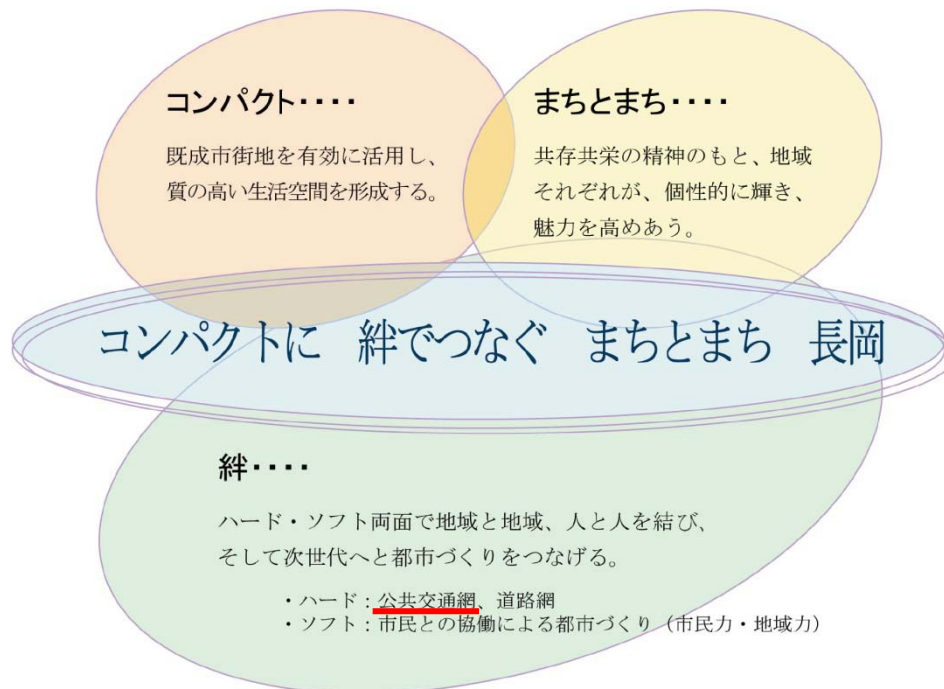 コンパクト････
既成市街地を有効に活用し、
質の高い生活空間を形成する。
まちとまち････
共存共栄の精神のもと、地域
それぞれが、個性的に輝き、
魅力を高めあう。
コンパクトに　絆でつなぐ　まちとまち　長岡
絆････
ハード・ソフト両面で地域と地域、人と人を結び、
そして次世代へと都市づくりをつなげる。
・ハード：公共交通網、道路網
・ソフト：市民との協働による都市づくり（市民力・地域力）